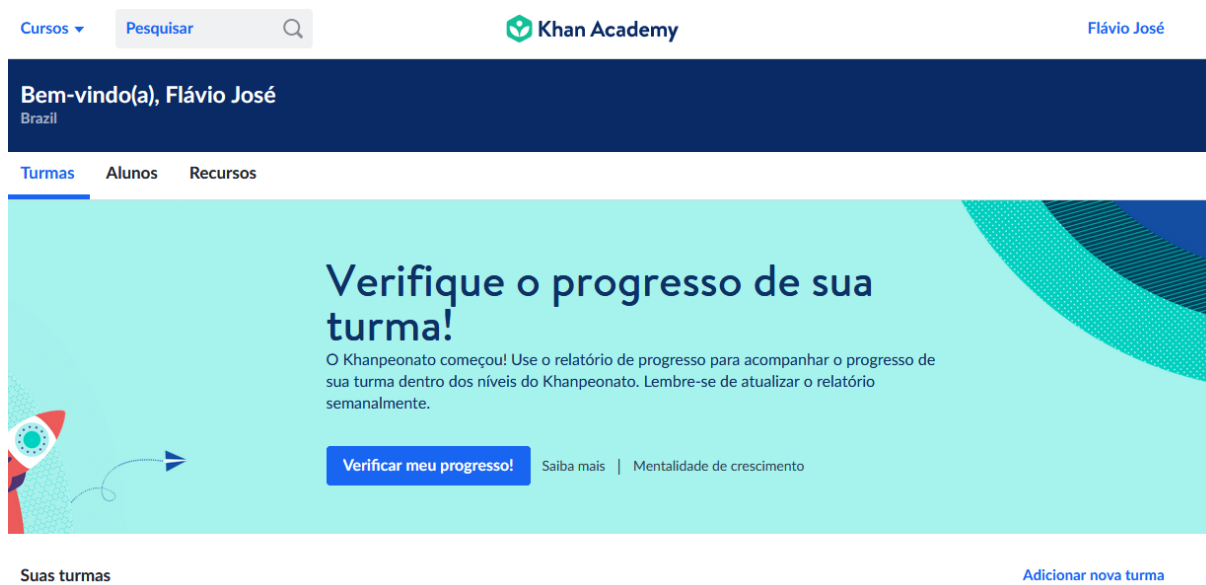 Cursos
Pesquisar
Khan Academy
Flávio José
Bem-vindo(a), Flávio José
Brazil
Turmas
Alunos
Recursos
Verifique o progresso de sua
turma!
O Khanpeonato começou! Use o relatório de progresso para acompanhar o progresso de
sua turma dentro dos níveis do Khanpeonato. Lembre-se de atualizar o relatório
semanalmente.
Verificar meu progresso!
Saiba mais | Mentalidade de crescimento
Suas turmas
Adicionar nova turma